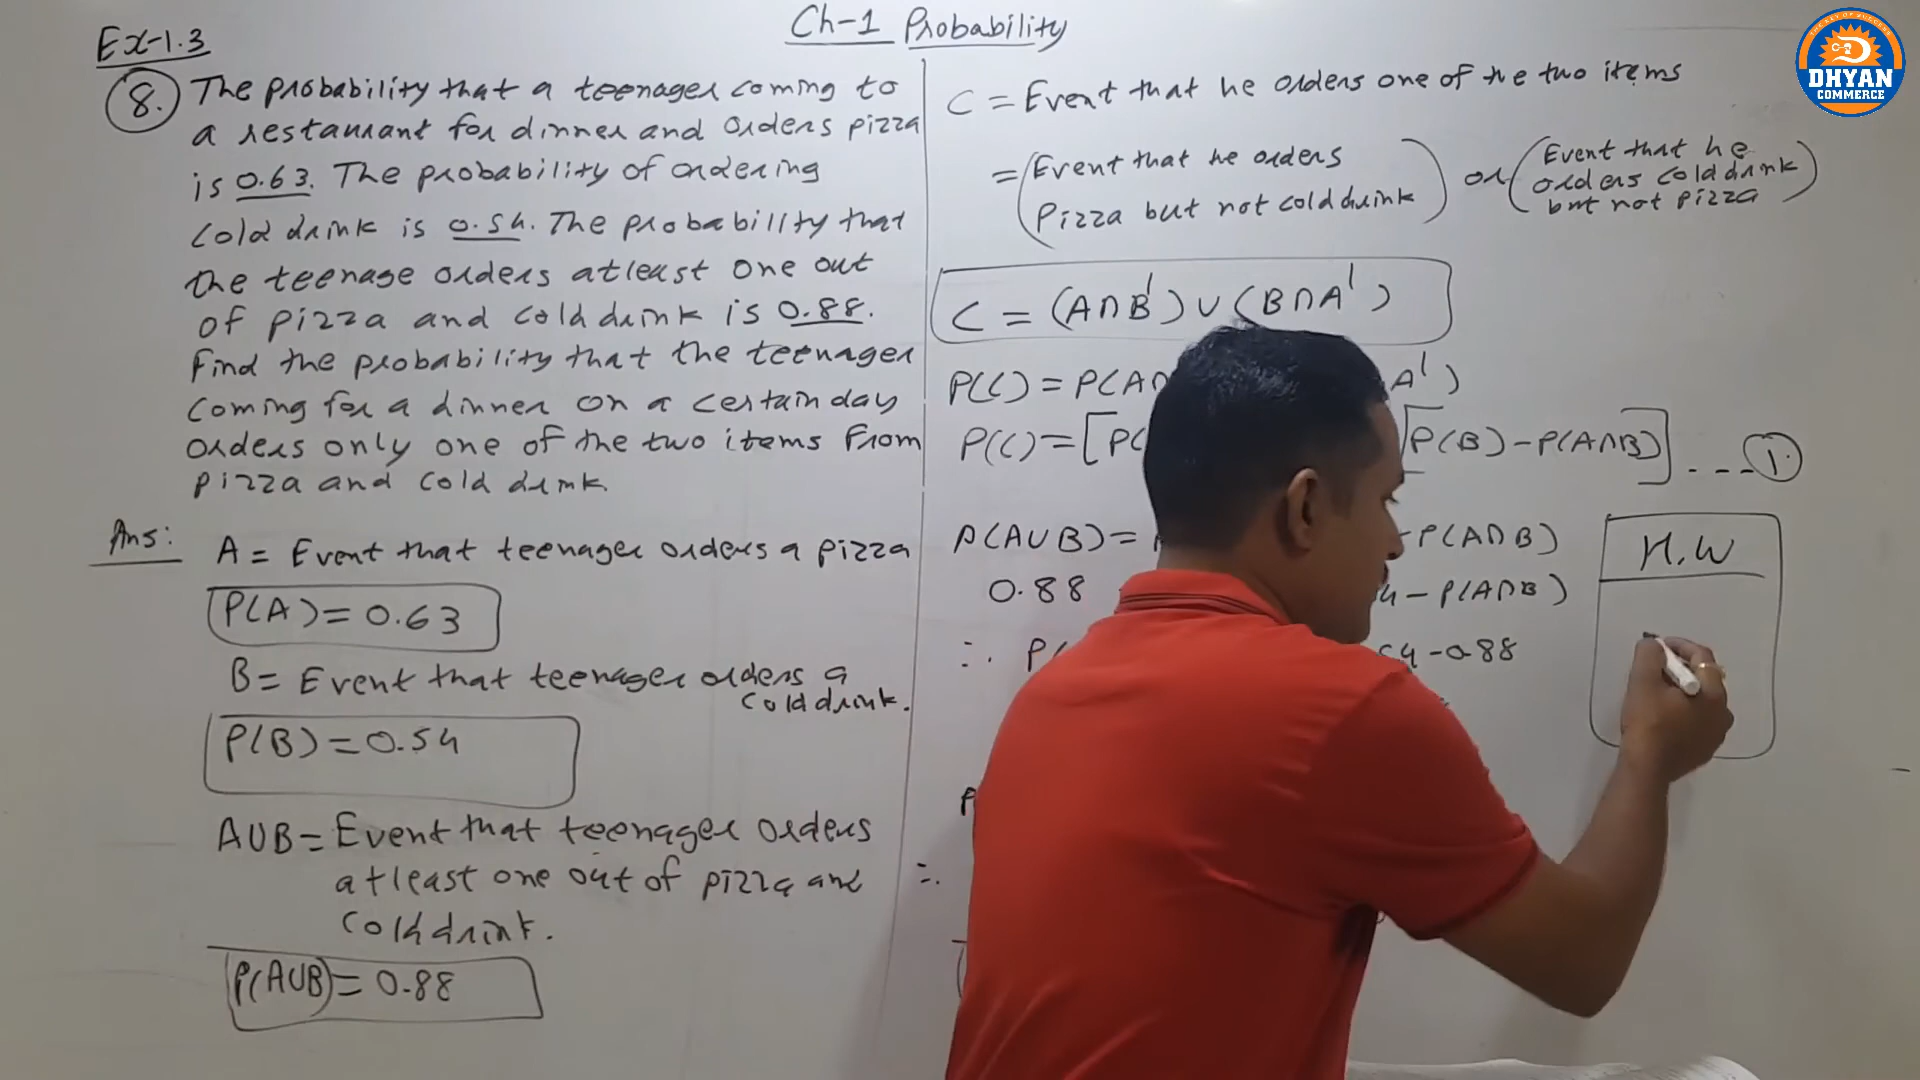 Ch-1 Probability
Ex-1.3
8. The probability that a teenager coming to
a restaurant for dinner and orders pizza
is 0.63. The probability of ordering
cold drink is 0.54. The probability that
the teenage orders atleast one out
of pizza and cold drink is 0.88.
Find the probability that the teenager
coming for a dinner on a certain day
orders only one of the two items from
pizza and cold drink.
Ans:
A = Event that teenager orders a pizza
P(A) = 0.63
B = Event that teenager orders a
cold drink.
P(B) = 0.54
AUB = Event that teenager orders
atleast one out of pizza and
cold drink.
P(AUB) = 0.88
C = Event that he orders one of the two items
= (Event that he orders
Pizza but not cold drink) or (Event that he
orders cold drink
but not pizza)
C = (A∩B') ∪ (B∩A')
P(C) = P(A∩ A')
P(C) = [P( [P(B) - P(A∩B)] ... 1.
P(AUB) = - P(A∩B)
0.88 4 - P(A∩B)
∴ P( 54 - 0.88
∴
H.W
DHYAN
COMMERCE